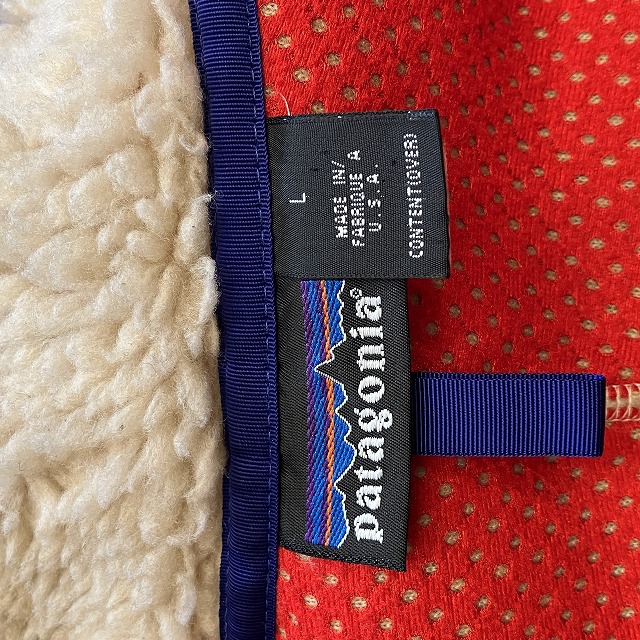 L
MADE IN/
FABRIQUE A
U.S.A.
CONTENT(OVER)
patagonia®